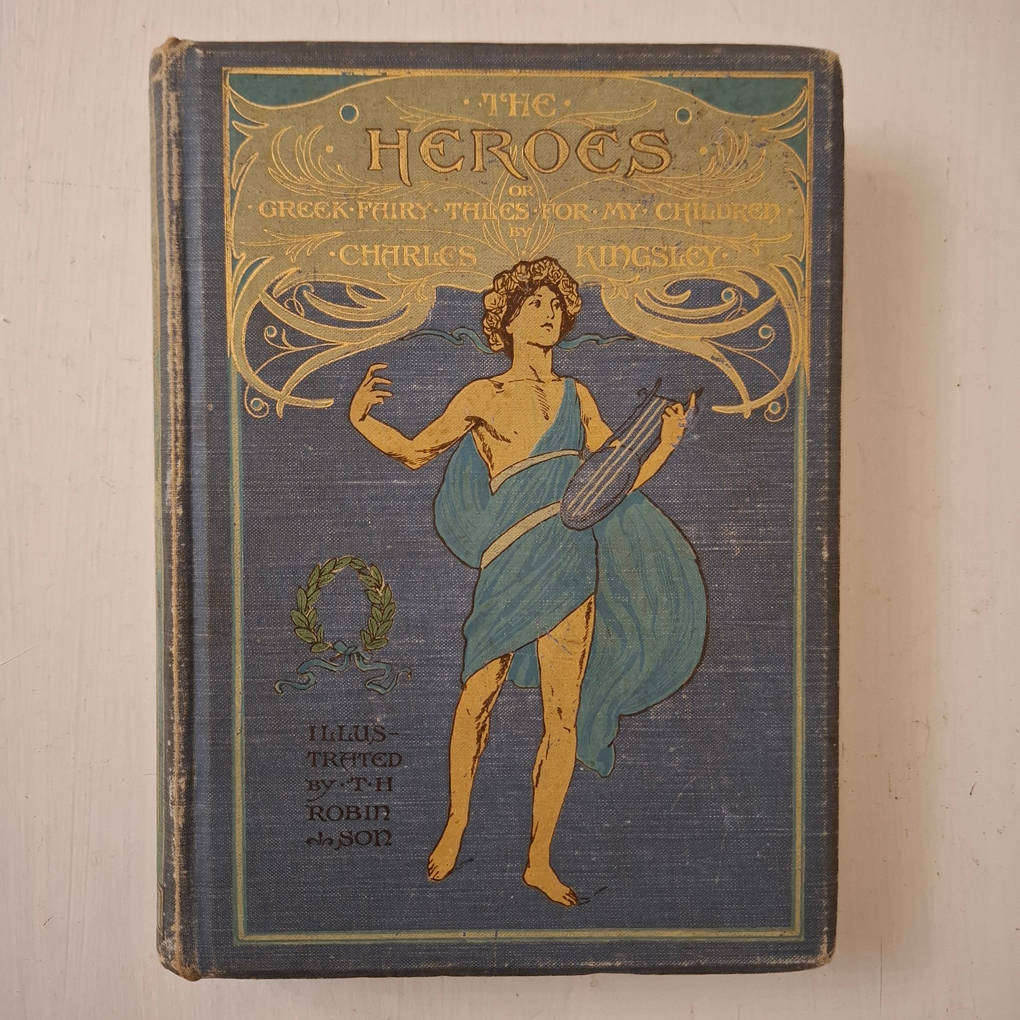 · THE ·
HEROES
OR
· GREEK · FAIRY · TALES · FOR · MY · CHILDREN ·
BY
· CHARLES KINGSLEY ·
ILLUS-
TRATED
BY · T · H
ROBIN
SON